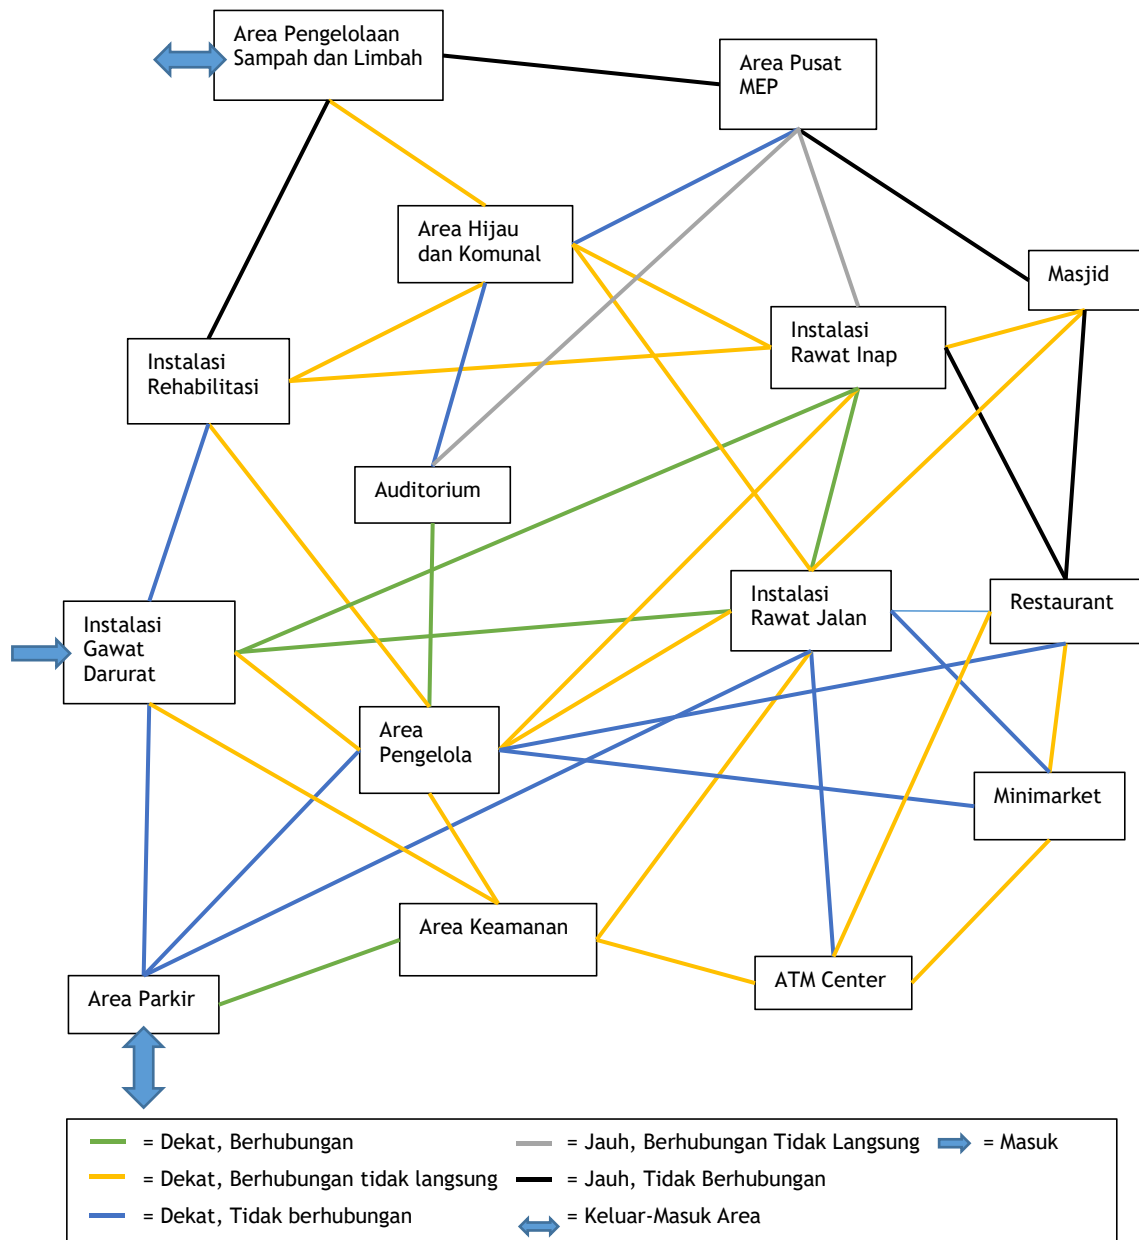 Area Pengelolaan
Sampah dan Limbah
Area Pusat
MEP
Area Hijau
dan Komunal
Masjid
Instalasi
Rawat Inap
Instalasi
Rehabilitasi
Auditorium
Instalasi
Rawat Jalan
Restaurant
Instalasi
Gawat
Darurat
Area
Pengelola
Minimarket
Area Keamanan
ATM Center
Area Parkir
= Dekat, Berhubungan
= Jauh, Berhubungan Tidak Langsung
= Masuk
= Dekat, Berhubungan tidak langsung
= Jauh, Tidak Berhubungan
= Dekat, Tidak berhubungan
= Keluar-Masuk Area